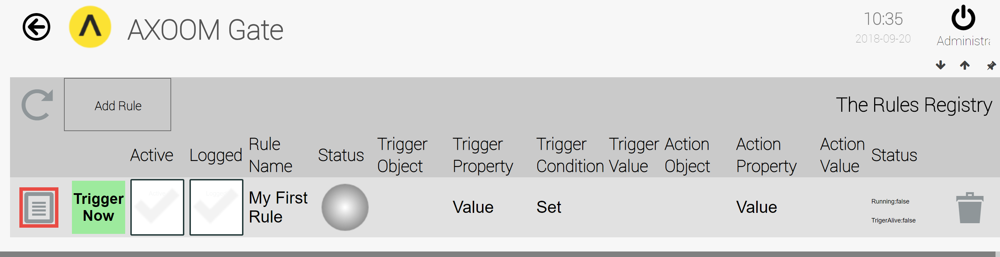 AXOOM Gate
10:35
2018-09-20
Administra
Add Rule
The Rules Registry
Active
Logged
Rule
Name
Status
Trigger
Object
Trigger
Property
Trigger
Condition
Trigger
Value
Action
Object
Action
Property
Action
Value
Status
Trigger
Now
Active
Logged
My First
Rule
Value
Set
Value
Running:false
TrigerAlive:false